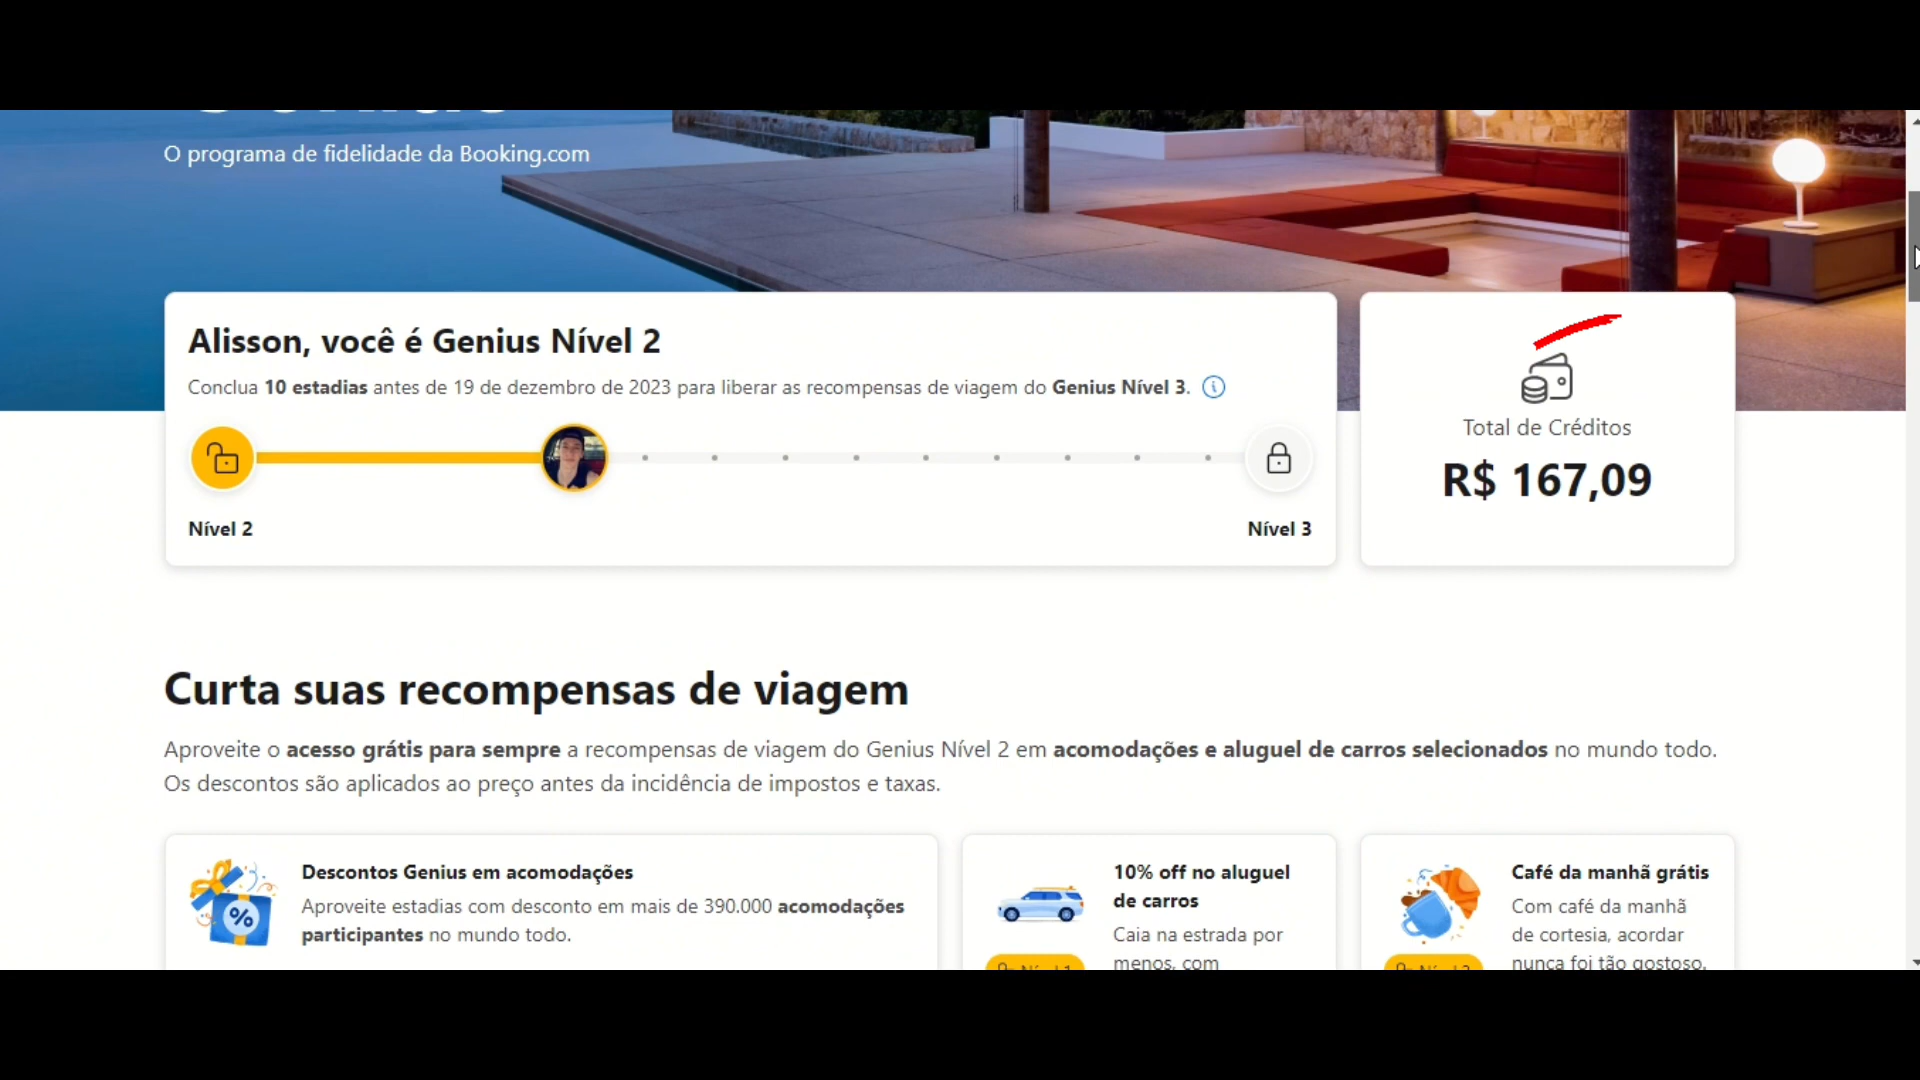 O programa de fidelidade da Booking.com
Alisson, você é Genius Nível 2
Conclua 10 estadias antes de 19 de dezembro de 2023 para liberar as recompensas de viagem do Genius Nível 3.
Nível 2
Nível 3
Total de Créditos
R$ 167,09
Curta suas recompensas de viagem
Aproveite o acesso grátis para sempre a recompensas de viagem do Genius Nível 2 em acomodações e aluguel de carros selecionados no mundo todo.
Os descontos são aplicados ao preço antes da incidência de impostos e taxas.
Descontos Genius em acomodações
Aproveite estadias com desconto em mais de 390.000 acomodações
participantes no mundo todo.
10% off no aluguel
de carros
Caia na estrada por
menos, com
Café da manhã grátis
Com café da manhã
de cortesia, acordar
nunca foi tão gostoso.